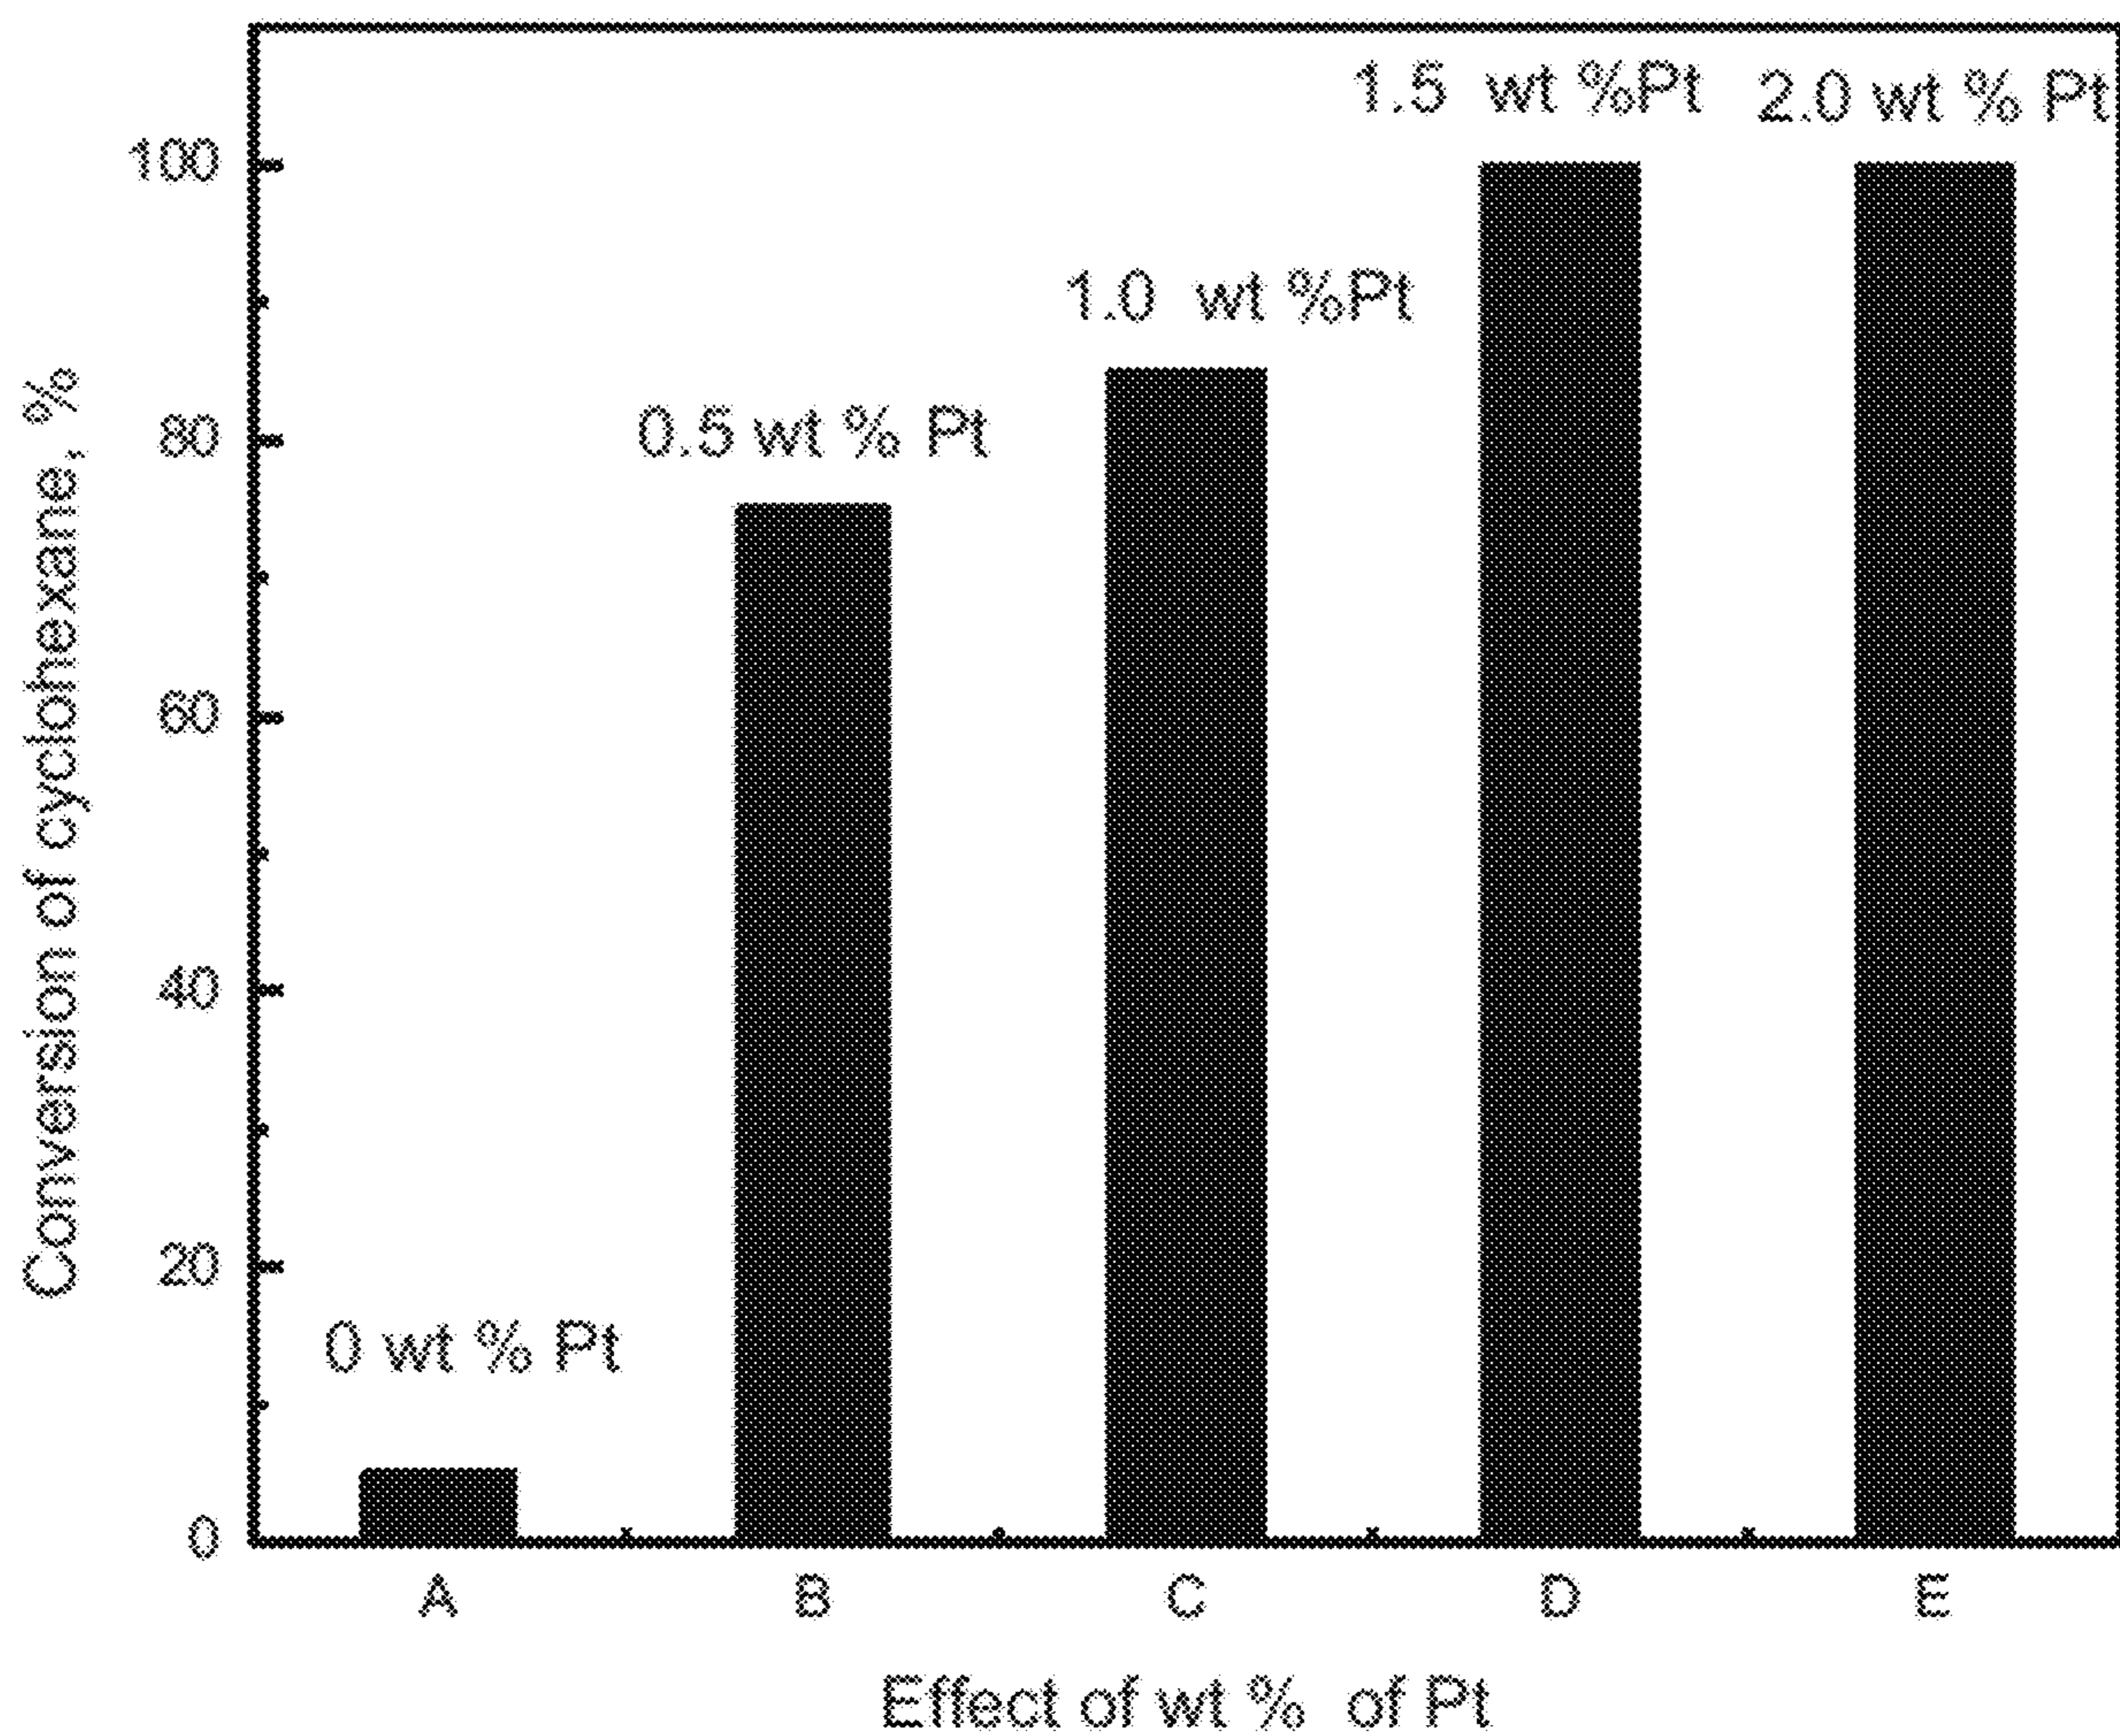 1.5  wt %Pt
2.0 wt % Pt
100
1.0  wt %Pt
0.5 wt % Pt
80
60
40
20
0 wt % Pt
0
Conversion of cyclohexane, %
A
B
C
D
E
Effect of wt %  of Pt